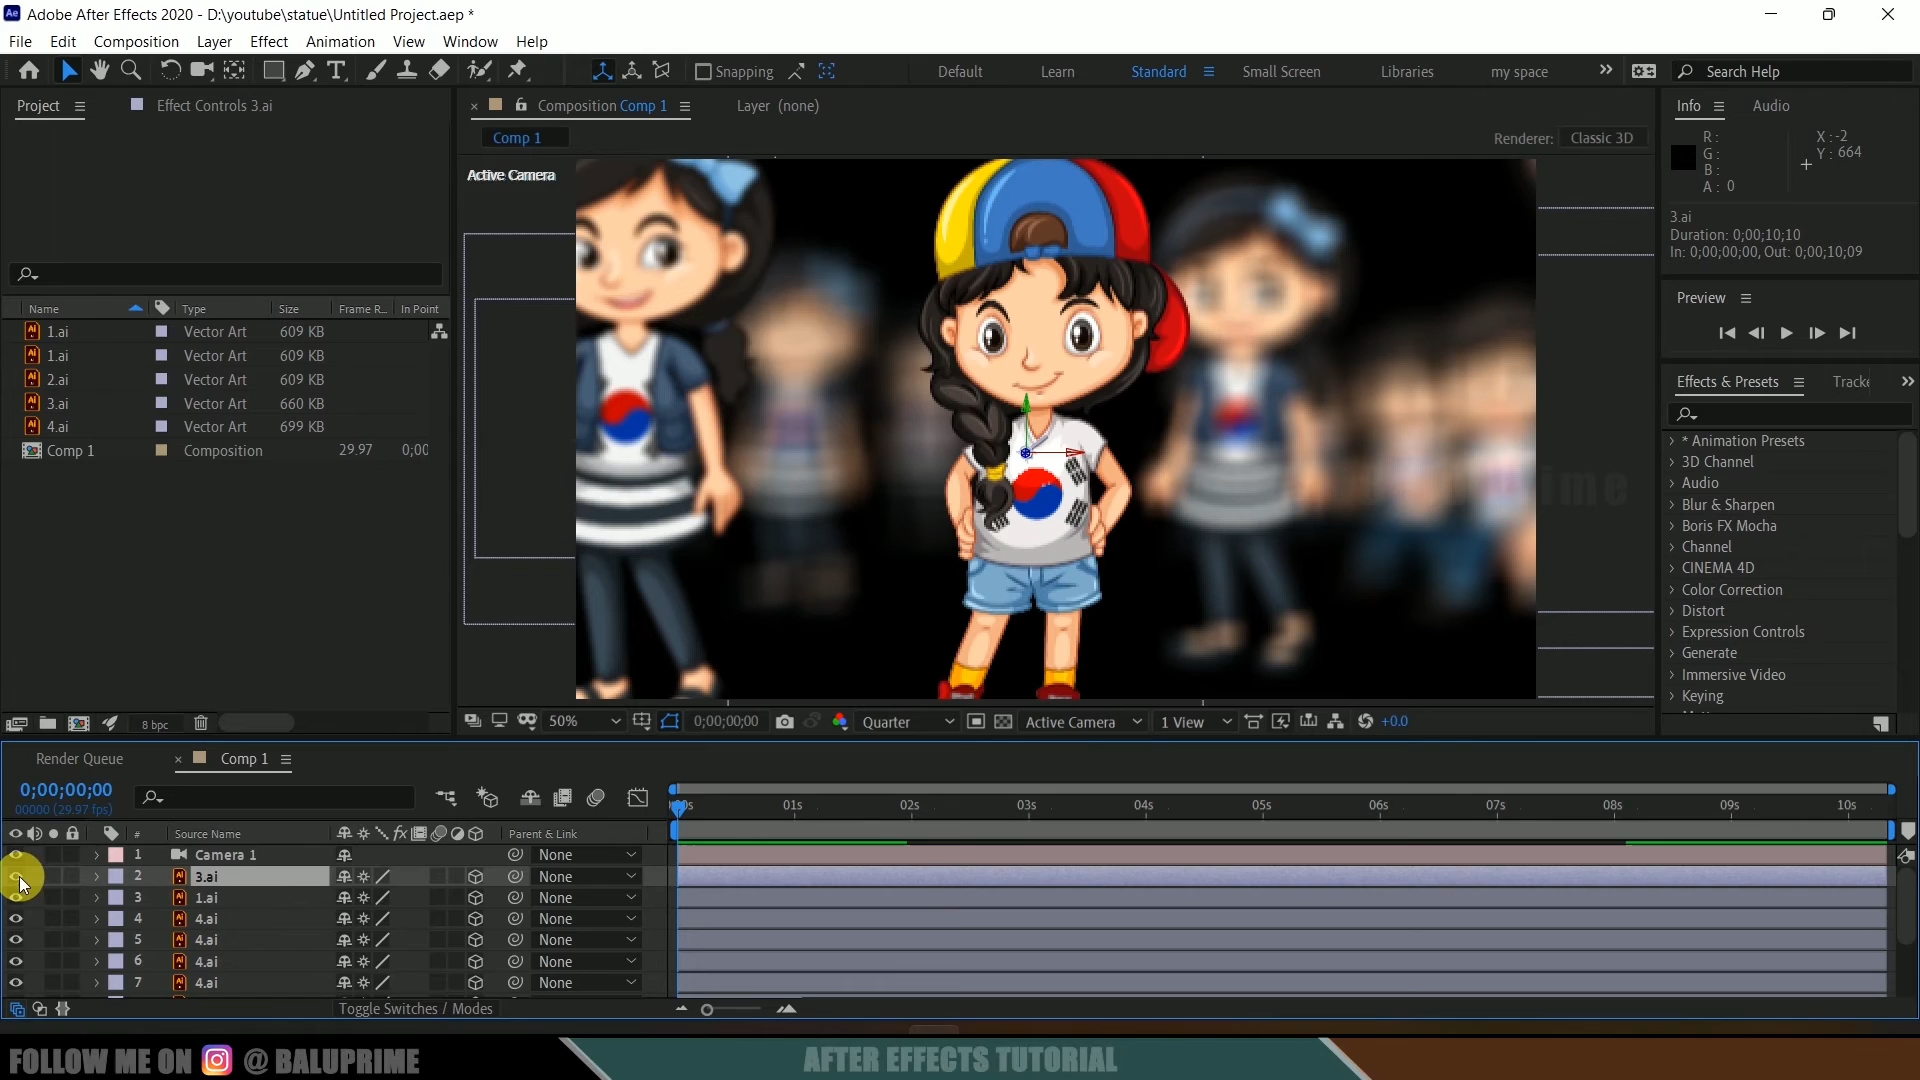 Ae Adobe After Effects 2020 - D:\youtube\statue\Untitled Project.aep *
File Edit Composition Layer Effect Animation View Window Help
Snapping Default Learn Standard Small Screen Libraries my space Search Help
Project Effect Controls 3.ai Composition Comp 1 Layer (none) Info Audio
Comp 1 Renderer: Classic 3D
Active Camera
R: X : -2
G: Y : 664
B:
A : 0
3.ai
Duration: 0;00;10;10
In: 0;00;00;00, Out: 0;00;10;09
Preview
Name Type Size Frame R... In Point
1.ai Vector Art 609 KB
1.ai Vector Art 609 KB
2.ai Vector Art 609 KB
3.ai Vector Art 660 KB
4.ai Vector Art 699 KB
Comp 1 Composition 29.97 0;00
Effects & Presets Tracke
* Animation Presets
3D Channel
Audio
Blur & Sharpen
Boris FX Mocha
Channel
CINEMA 4D
Color Correction
Distort
Expression Controls
Generate
Immersive Video
Keying
8 bpc 50% 0;00;00;00 Quarter Active Camera 1 View +0.0
Render Queue Comp 1
0;00;00;00
00000 (29.97 fps)
01s 02s 03s 04s 05s 06s 07s 08s 09s 10s
# Source Name fx Parent & Link
1 Camera 1 None
2 3.ai None
3 1.ai None
4 4.ai None
5 4.ai None
6 4.ai None
7 4.ai None
Toggle Switches / Modes
FOLLOW ME ON @ BALUPRIME AFTER EFFECTS TUTORIAL